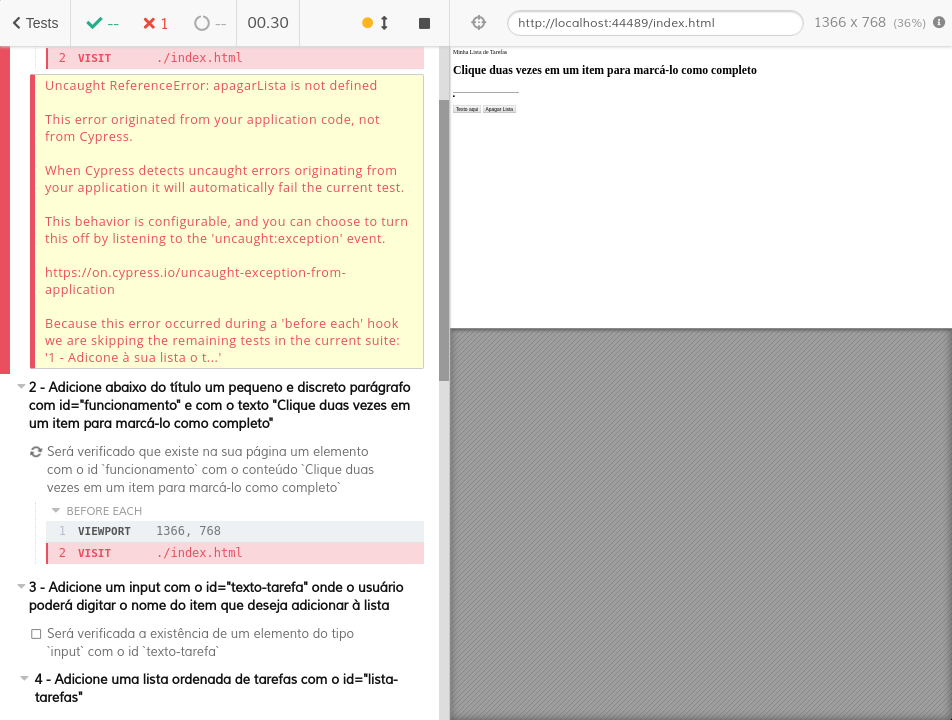 Tests
--
1
--
00.30
http://localhost:44489/index.html
1366 x 768 (36%)
2 VISIT ./index.html
Uncaught ReferenceError: apagarLista is not defined
This error originated from your application code, not
from Cypress.
When Cypress detects uncaught errors originating from
your application it will automatically fail the current test.
This behavior is configurable, and you can choose to turn
this off by listening to the 'uncaught:exception' event.
https://on.cypress.io/uncaught-exception-from-
application
Because this error occurred during a 'before each' hook
we are skipping the remaining tests in the current suite:
'1 - Adicone à sua lista o t...'
2 - Adicione abaixo do título um pequeno e discreto parágrafo
com id="funcionamento" e com o texto "Clique duas vezes em
um item para marcá-lo como completo"
Será verificado que existe na sua página um elemento
com o id `funcionamento` com o conteúdo `Clique duas
vezes em um item para marcá-lo como completo`
BEFORE EACH
1 VIEWPORT 1366, 768
2 VISIT ./index.html
3 - Adicione um input com o id="texto-tarefa" onde o usuário
poderá digitar o nome do item que deseja adicionar à lista
Será verificada a existência de um elemento do tipo
`input` com o id `texto-tarefa`
4 - Adicione uma lista ordenada de tarefas com o id="lista-
tarefas"
Minha Lista de Tarefas
Clique duas vezes em um item para marcá-lo como completo
Texto aqui Apagar Lista